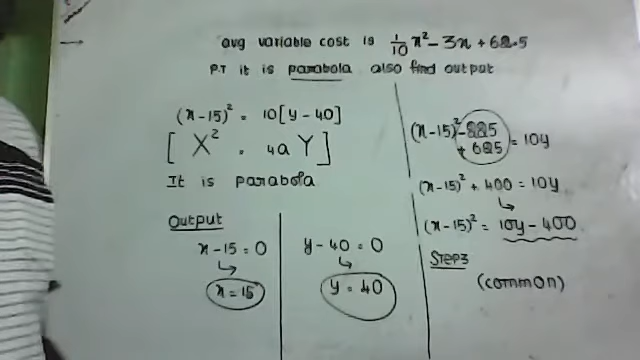 avg variable cost is 1/10 x² - 3x + 62.5
P.T it is parabola also find output
(x-15)² = 10[y-40]
[ X² = 4a Y ]
It is parabola
Output
x-15 = 0
x = 15
y-40 = 0
y = 40
(x-15)² -225 + 625 = 10y
(x-15)² + 400 = 10y
(x-15)² = 10y - 400
Step3
(common)